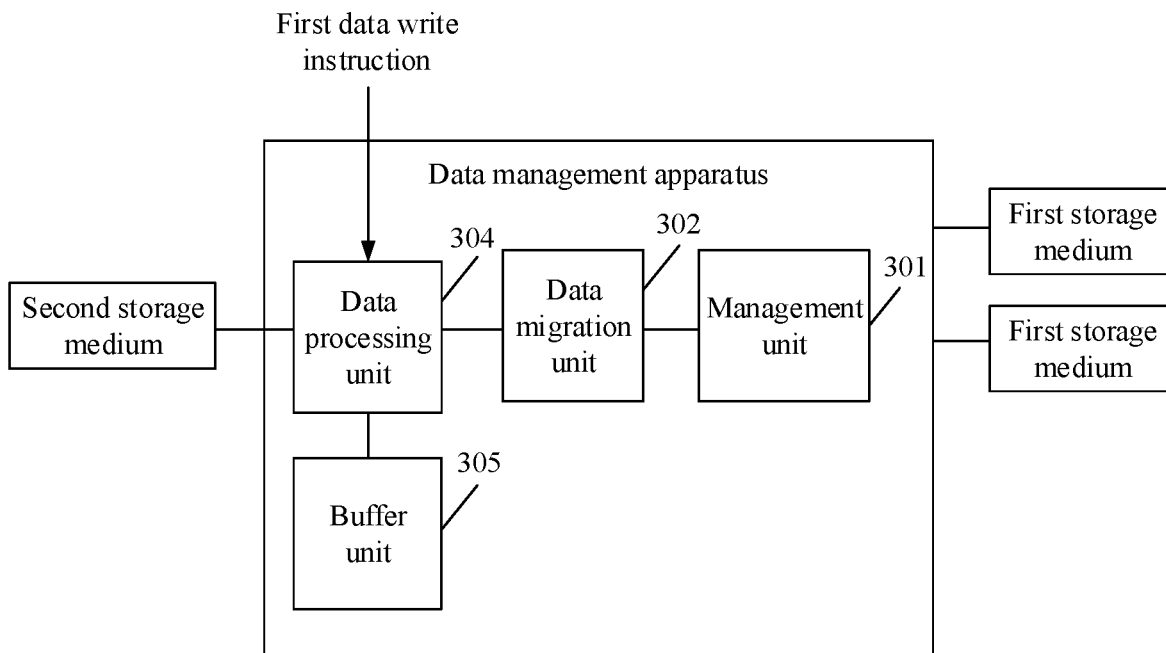 First data write
instruction
Data management apparatus
304
302
301
First storage
medium
Second storage
medium
Data
processing
unit
Data
migration
unit
Management
unit
First storage
medium
305
Buffer
unit